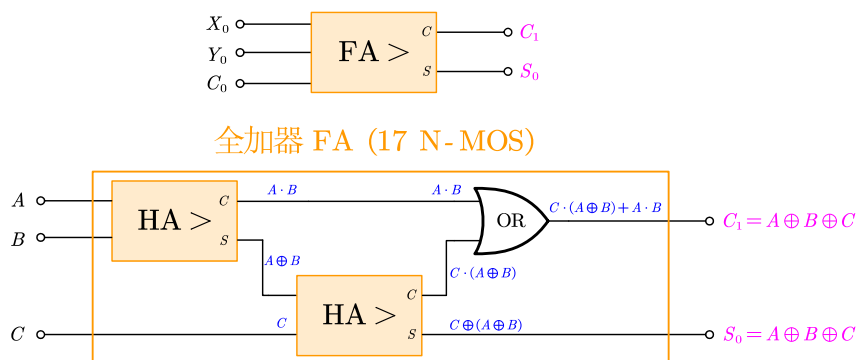 X₀
Y₀
C₀
FA >
C
S
C₁
S₀
全加器 FA (17 N-MOS)
A
B
C
HA >
C
S
A · B
A · B
A⊕B
C
HA >
C
S
C · (A⊕B)
C⊕(A⊕B)
OR
C · (A⊕B) + A · B
C₁ = A ⊕ B ⊕ C
S₀ = A ⊕ B ⊕ C